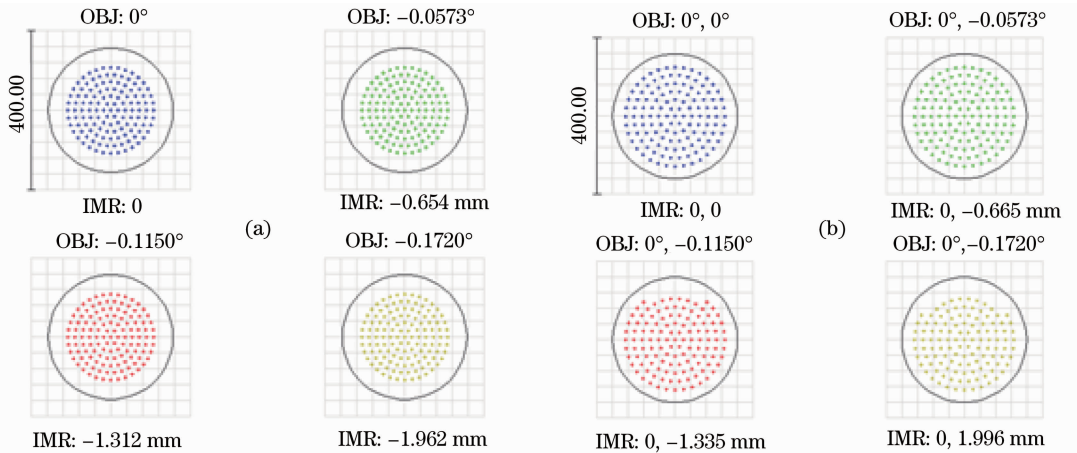 OBJ: 0°
OBJ: −0.0573°
400.00
IMR: 0
IMR: −0.654 mm
(a)
OBJ: −0.1150°
OBJ: −0.1720°
IMR: −1.312 mm
IMR: −1.962 mm
OBJ: 0°, 0°
OBJ: 0°, −0.0573°
400.00
IMR: 0, 0
IMR: 0, −0.665 mm
(b)
OBJ: 0°, −0.1150°
OBJ: 0°,−0.1720°
IMR: 0, −1.335 mm
IMR: 0, 1.996 mm